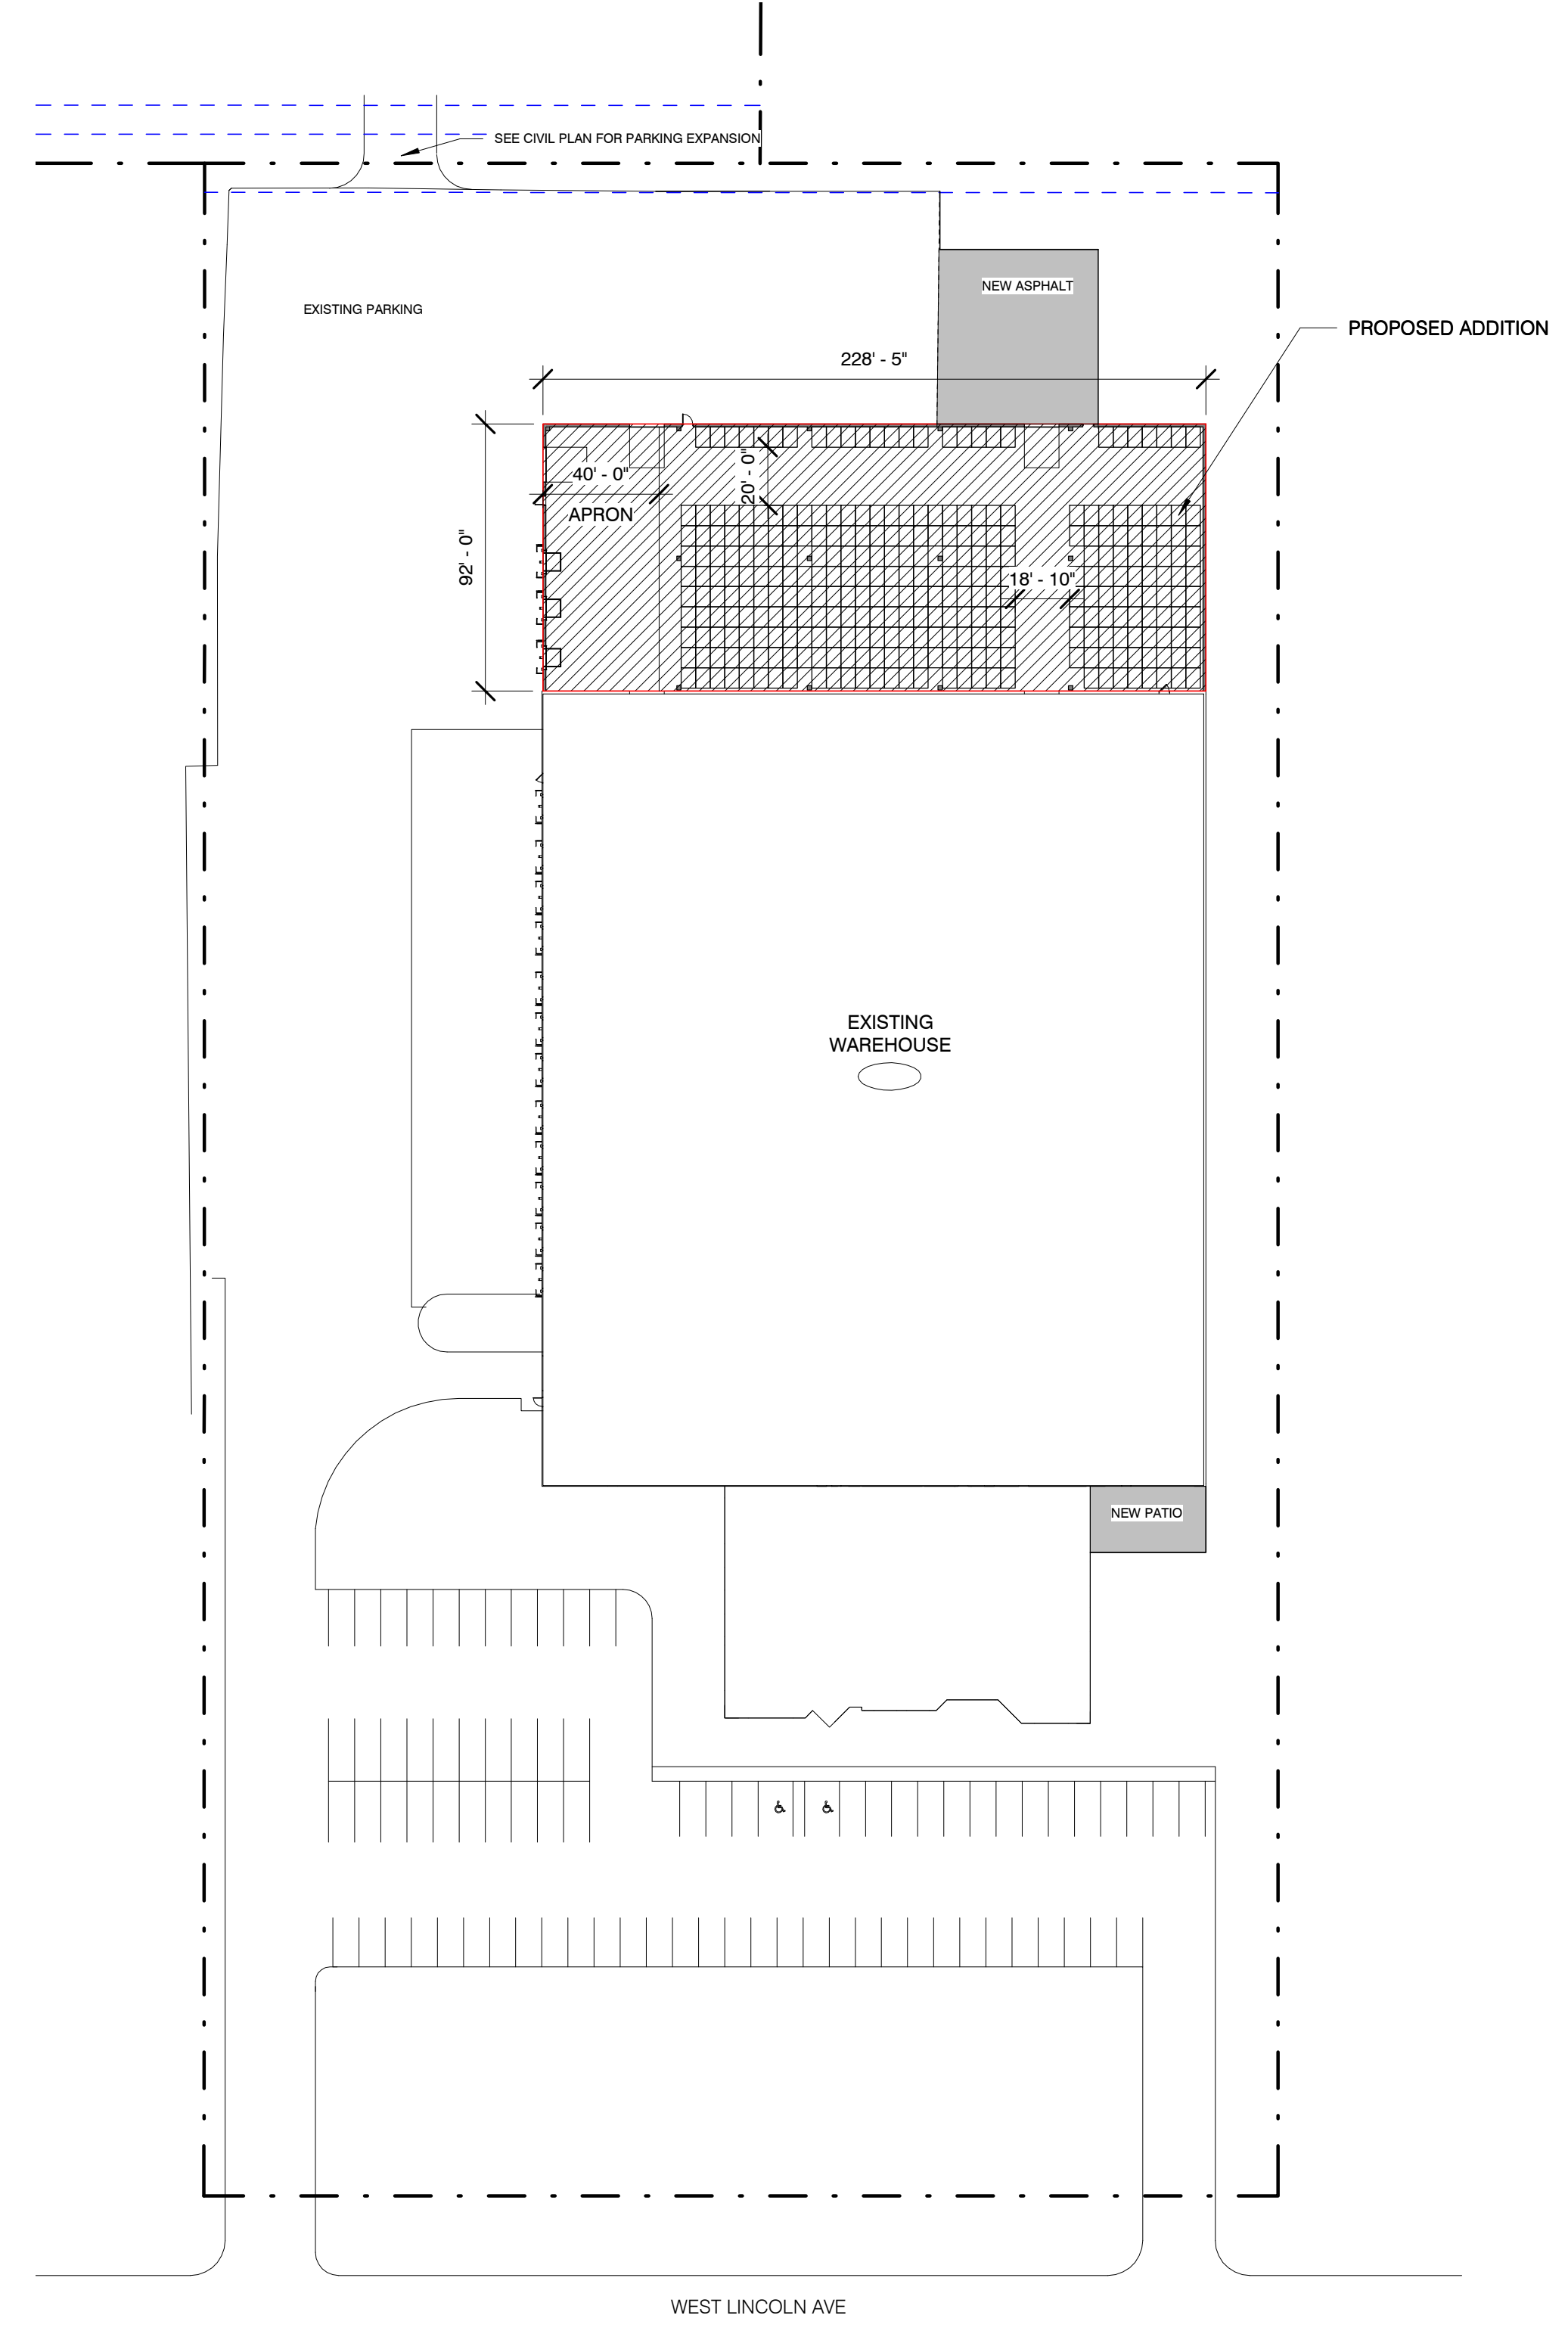 SEE CIVIL PLAN FOR PARKING EXPANSION
NEW ASPHALT
EXISTING PARKING
PROPOSED ADDITION
228' - 5"
40' - 0"
20' - 0"
APRON
92' - 0"
18' - 10"
EXISTING
WAREHOUSE
NEW PATIO
WEST LINCOLN AVE